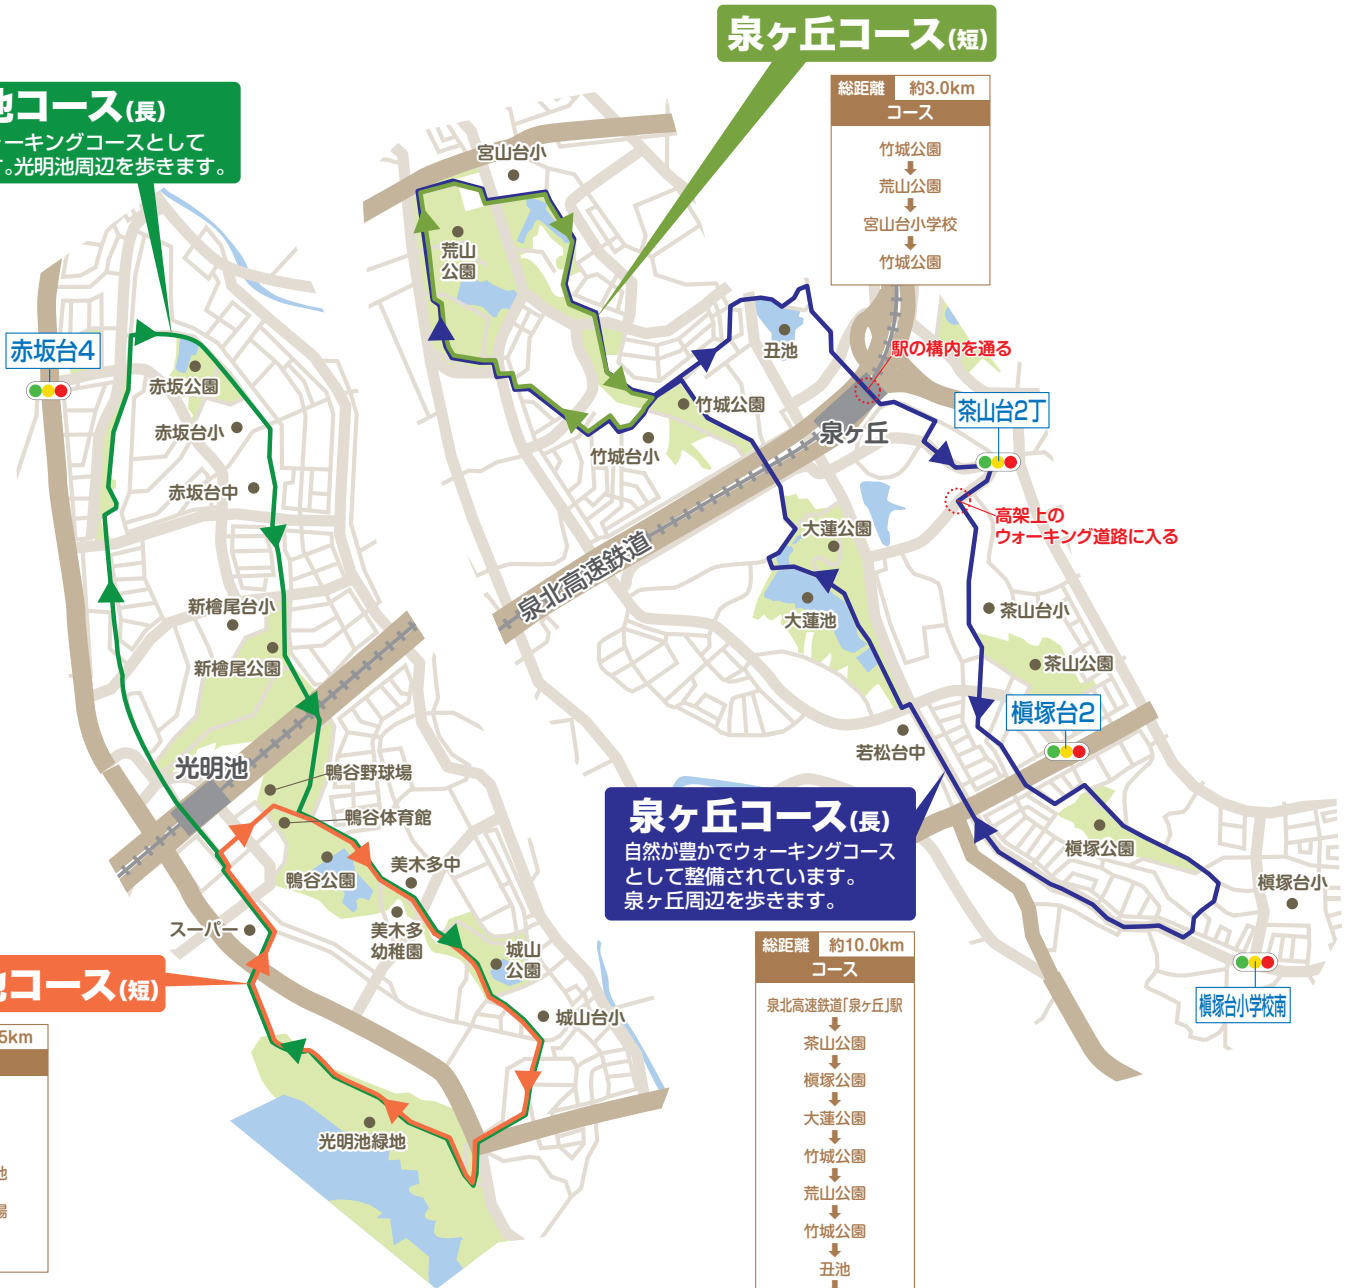 泉ヶ丘コース(短)
総距離 約3.0km
コース
竹城公園
荒山公園
宮山台小学校
竹城公園
池コース(長)
ォーキングコースとして
す。光明池周辺を歩きます。
宮山台小
荒山
公園
赤坂台4
赤坂公園
赤坂台小
赤坂台中
丑池
駅の構内を通る
竹城公園
竹城台小
泉ヶ丘
茶山台2丁
高架上の
ウォーキング道路に入る
大蓮公園
泉北高速鉄道
大蓮池
茶山台小
茶山公園
新檜尾台小
新檜尾公園
槇塚台2
若松台中
光明池
鴨谷野球場
鴨谷体育館
鴨谷公園
美木多中
美木多
幼稚園
スーパー
城山
公園
城山台小
光明池緑地
泉ヶ丘コース(長)
自然が豊かでウォーキングコース
として整備されています。
泉ヶ丘周辺を歩きます。
槇塚公園
槇塚台小
槇塚台小学校南
総距離 約10.0km
コース
泉北高速鉄道「泉ヶ丘」駅
茶山公園
槇塚公園
大蓮公園
竹城公園
荒山公園
竹城公園
丑池
池コース(短)
5km
池
場